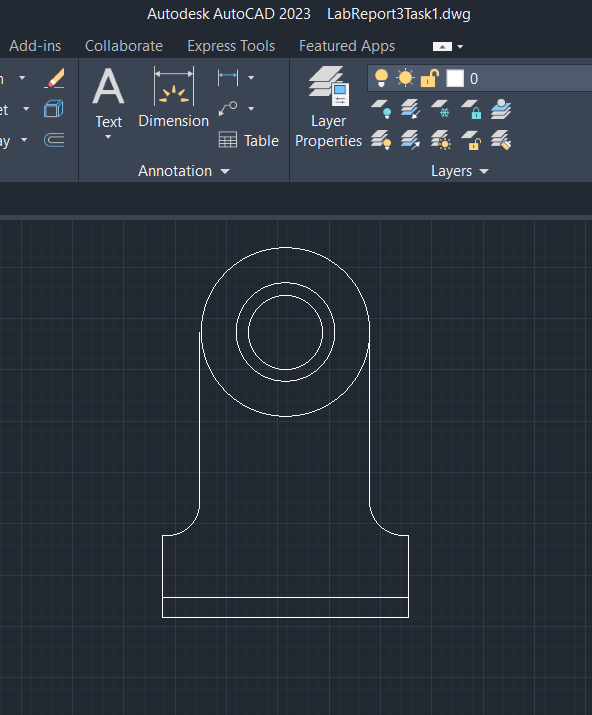 Autodesk AutoCAD 2023 LabReport3Task1.dwg
Add-ins Collaborate Express Tools Featured Apps
Text
Dimension
Table
Annotation
Layer
Properties
0
Layers